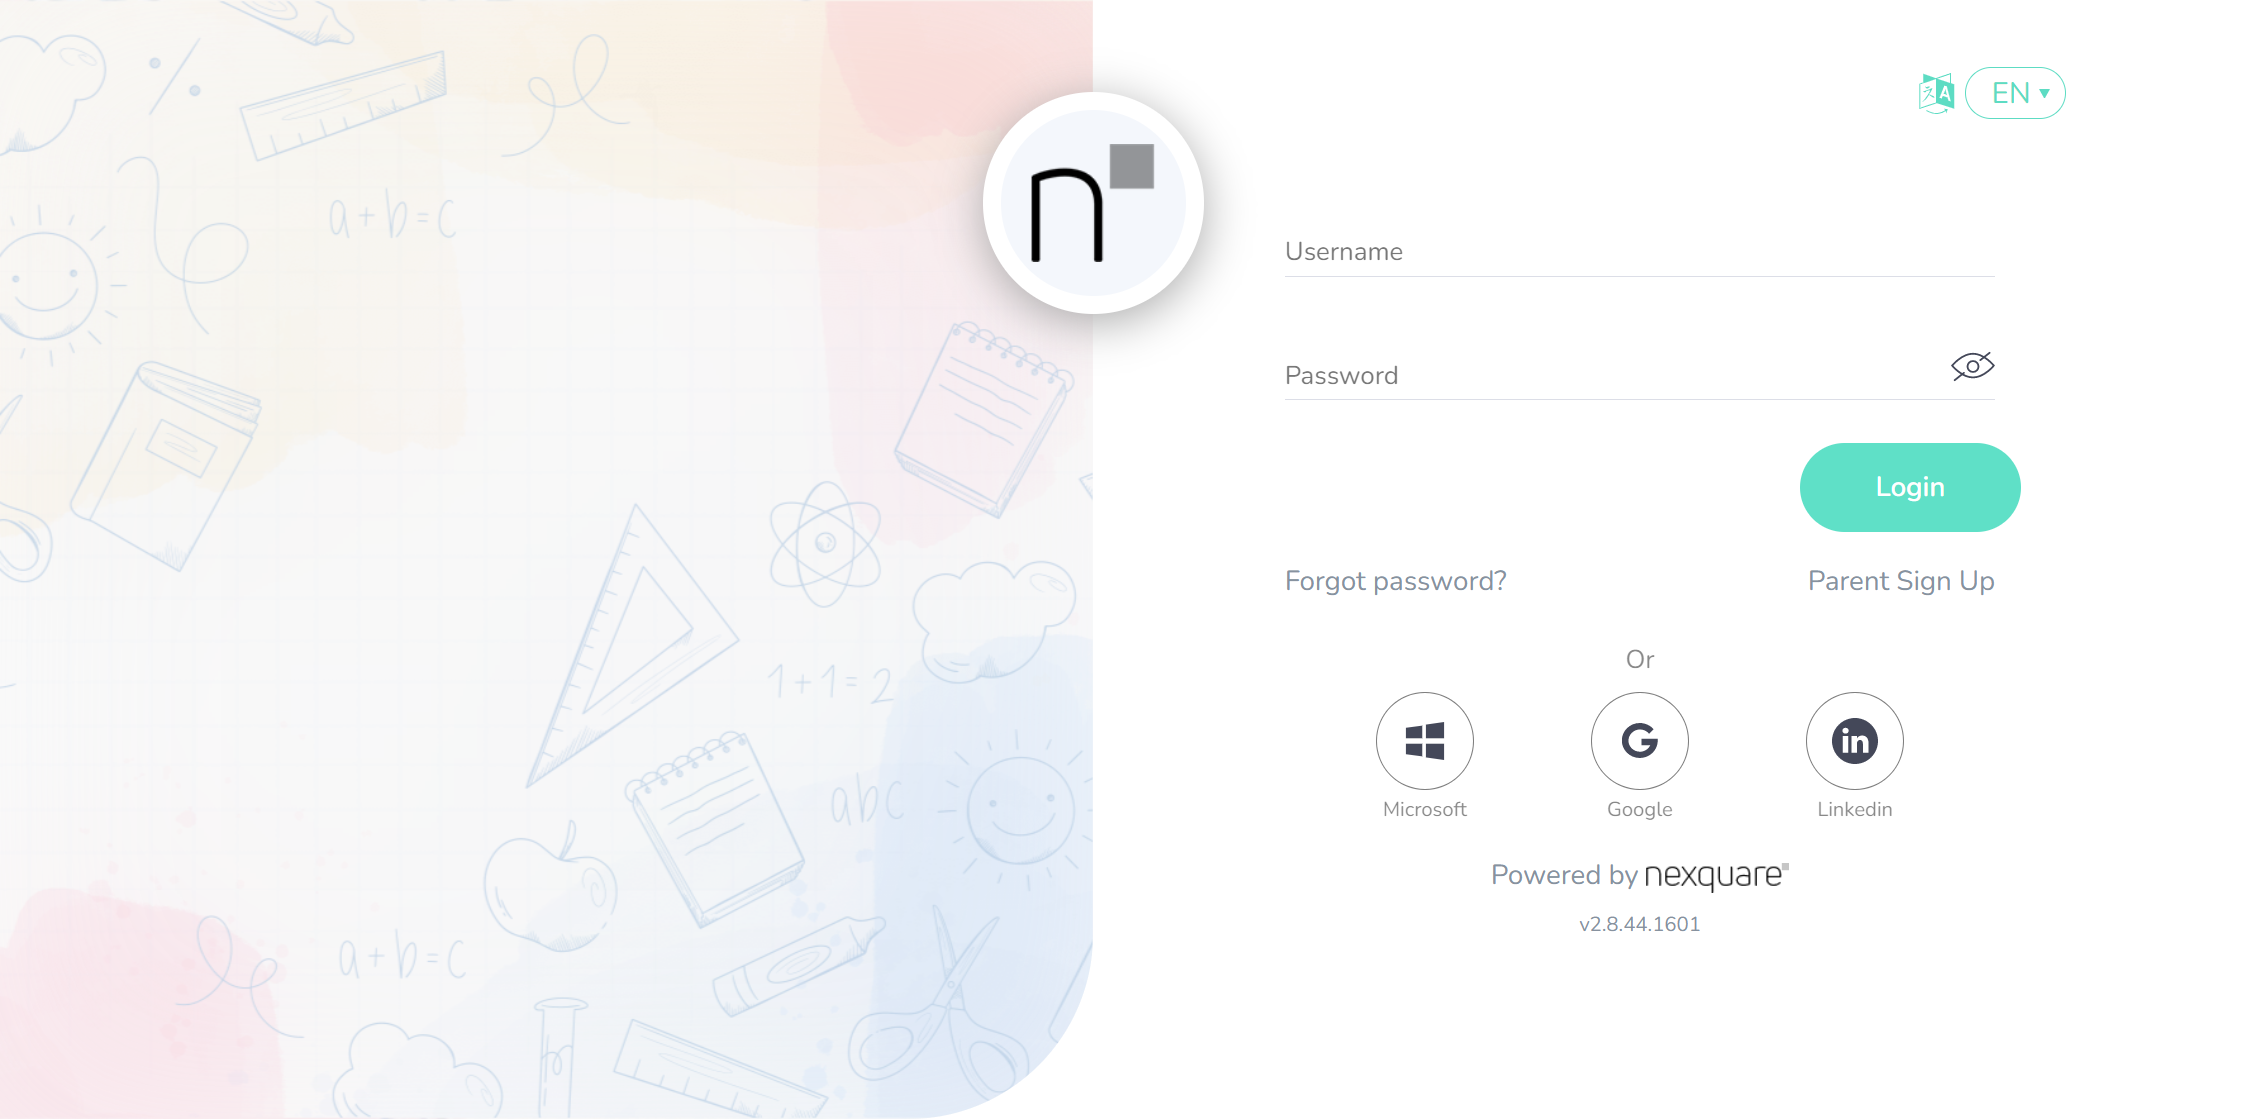 EN
a + b = c
n
Username
Password
Login
Forgot password?
Parent Sign Up
1 + 1 = 2
Or
Microsoft
Google
in
Linkedin
abc
Powered by nexquare
v2.8.44.1601
a + b = c